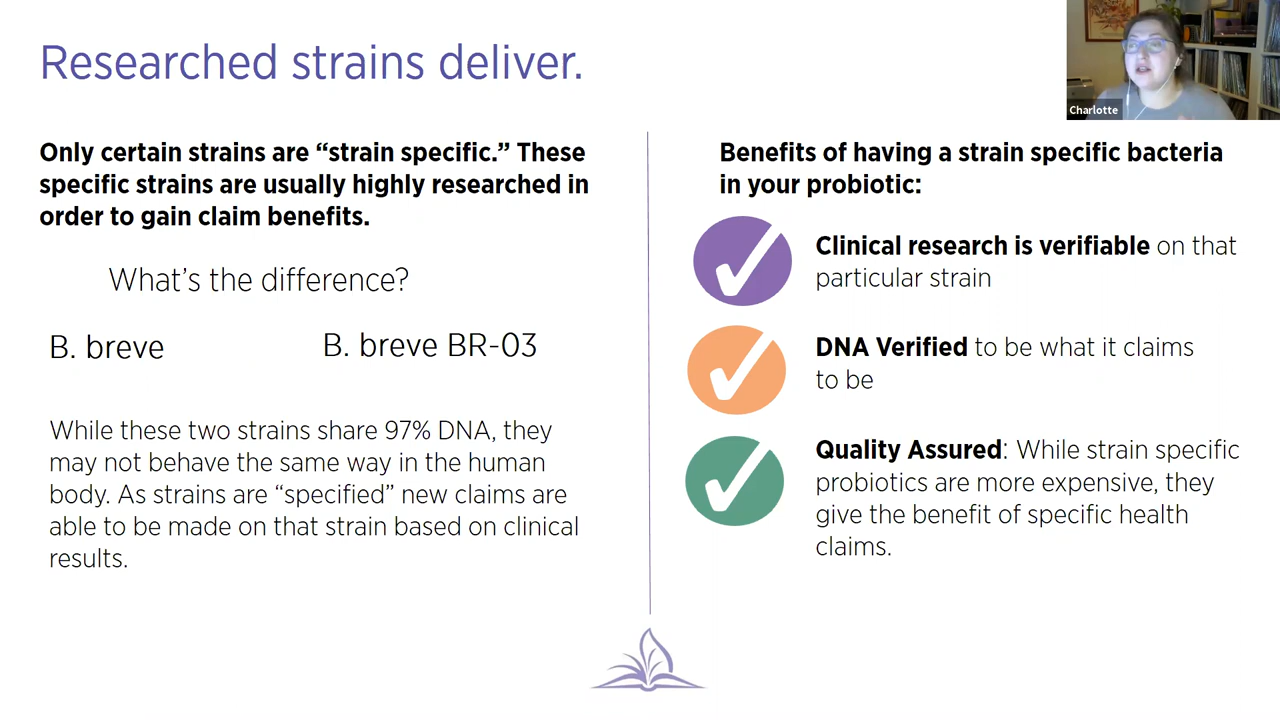 Researched strains deliver.
Charlotte
Only certain strains are “strain specific.” These
specific strains are usually highly researched in
order to gain claim benefits.
What’s the difference?
B. breve
B. breve BR-03
While these two strains share 97% DNA, they
may not behave the same way in the human
body. As strains are “specified” new claims are
able to be made on that strain based on clinical
results.
Benefits of having a strain specific bacteria
in your probiotic:
Clinical research is verifiable on that
particular strain
DNA Verified to be what it claims
to be
Quality Assured: While strain specific
probiotics are more expensive, they
give the benefit of specific health
claims.